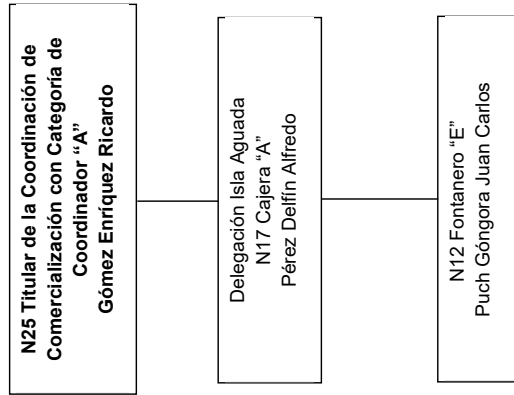 N25 Titular de la Coordinación de
Comercialización con Categoría de
Coordinador “A”
Gómez Enríquez Ricardo
Delegación Isla Aguada
N17 Cajera “A”
Pérez Delfín Alfredo
N12 Fontanero “E”
Puch Góngora Juan Carlos